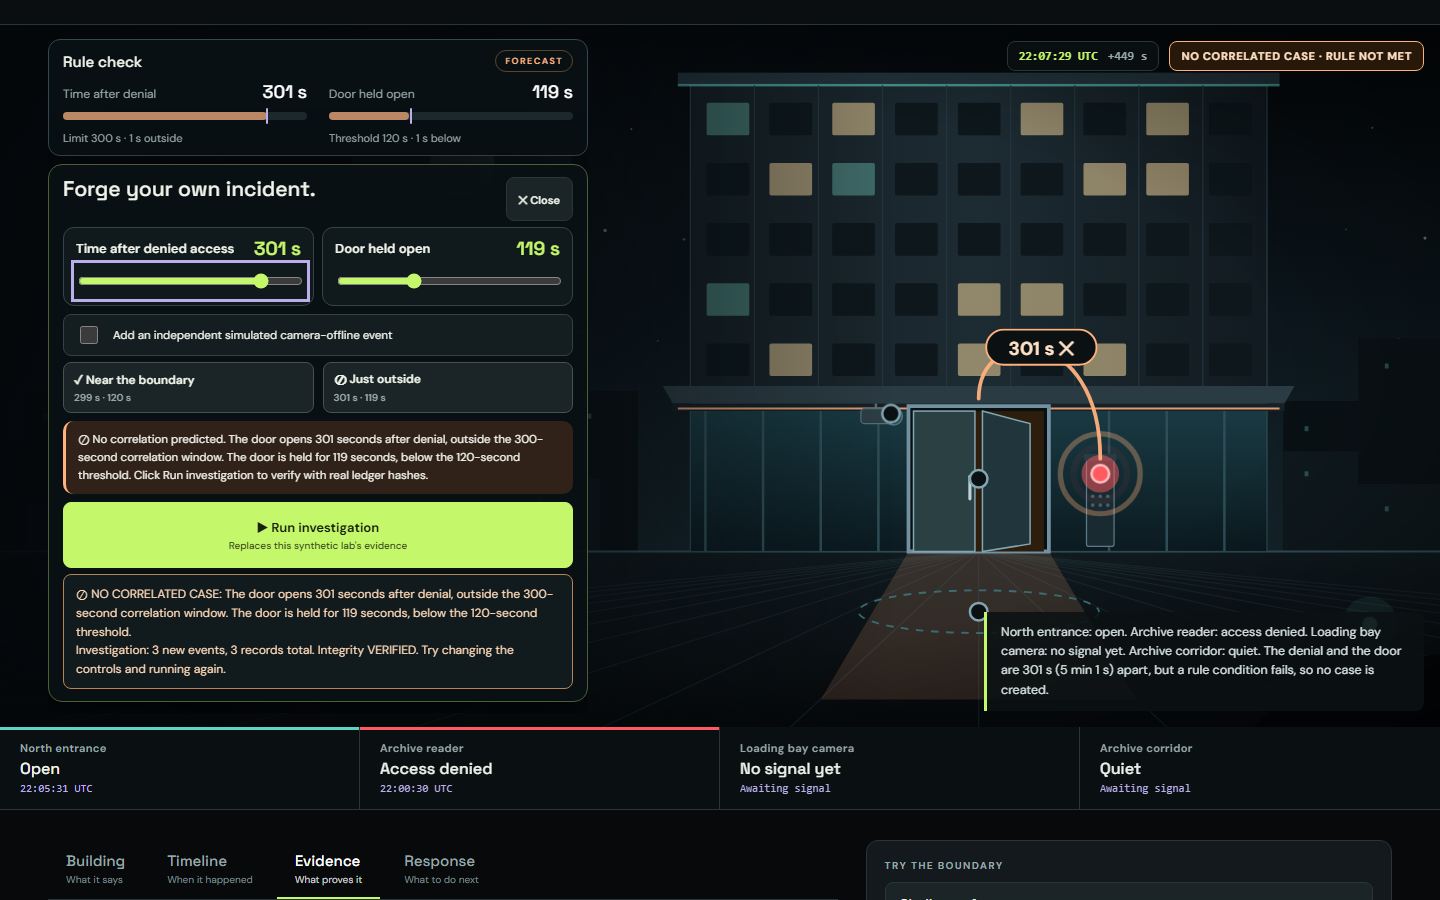 Rule check
FORECAST
Time after denial 301 s
Limit 300 s · 1 s outside
Door held open 119 s
Threshold 120 s · 1 s below
Forge your own incident.
✕ Close
Time after denied access 301 s
Door held open 119 s
Add an independent simulated camera-offline event
✓ Near the boundary
299 s · 120 s
⊘ Just outside
301 s · 119 s
⊘ No correlation predicted. The door opens 301 seconds after denial, outside the 300-
second correlation window. The door is held for 119 seconds, below the 120-second
threshold. Click Run investigation to verify with real ledger hashes.
▶ Run investigation
Replaces this synthetic lab's evidence
⊘ NO CORRELATED CASE: The door opens 301 seconds after denial, outside the 300-
second correlation window. The door is held for 119 seconds, below the 120-second
threshold.
Investigation: 3 new events, 3 records total. Integrity VERIFIED. Try changing the
controls and running again.
22:07:29 UTC +449 s
NO CORRELATED CASE · RULE NOT MET
301 s ✕
North entrance: open. Archive reader: access denied. Loading bay
camera: no signal yet. Archive corridor: quiet. The denial and the door
are 301 s (5 min 1 s) apart, but a rule condition fails, so no case is
created.
North entrance
Open
22:05:31 UTC
Archive reader
Access denied
22:00:30 UTC
Loading bay camera
No signal yet
Awaiting signal
Archive corridor
Quiet
Awaiting signal
Building
What it says
Timeline
When it happened
Evidence
What proves it
Response
What to do next
TRY THE BOUNDARY